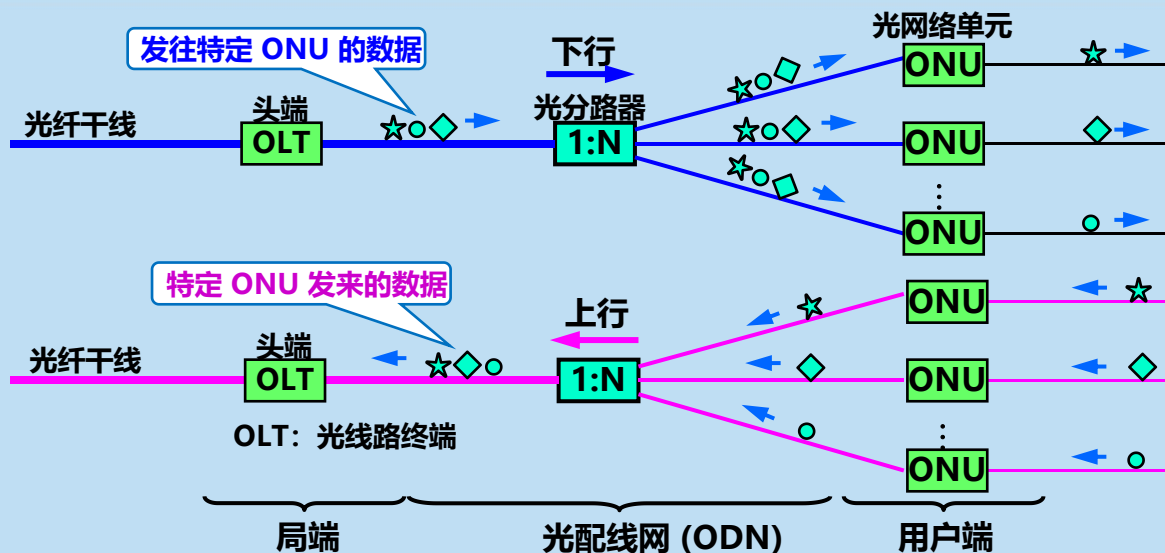 光网络单元
发往特定 ONU 的数据
下行
ONU
头端
光分路器
光纤干线
OLT
1:N
ONU
ONU
特定 ONU 发来的数据
上行
ONU
头端
光纤干线
OLT
1:N
ONU
OLT：光线路终端
ONU
局端
光配线网 (ODN)
用户端